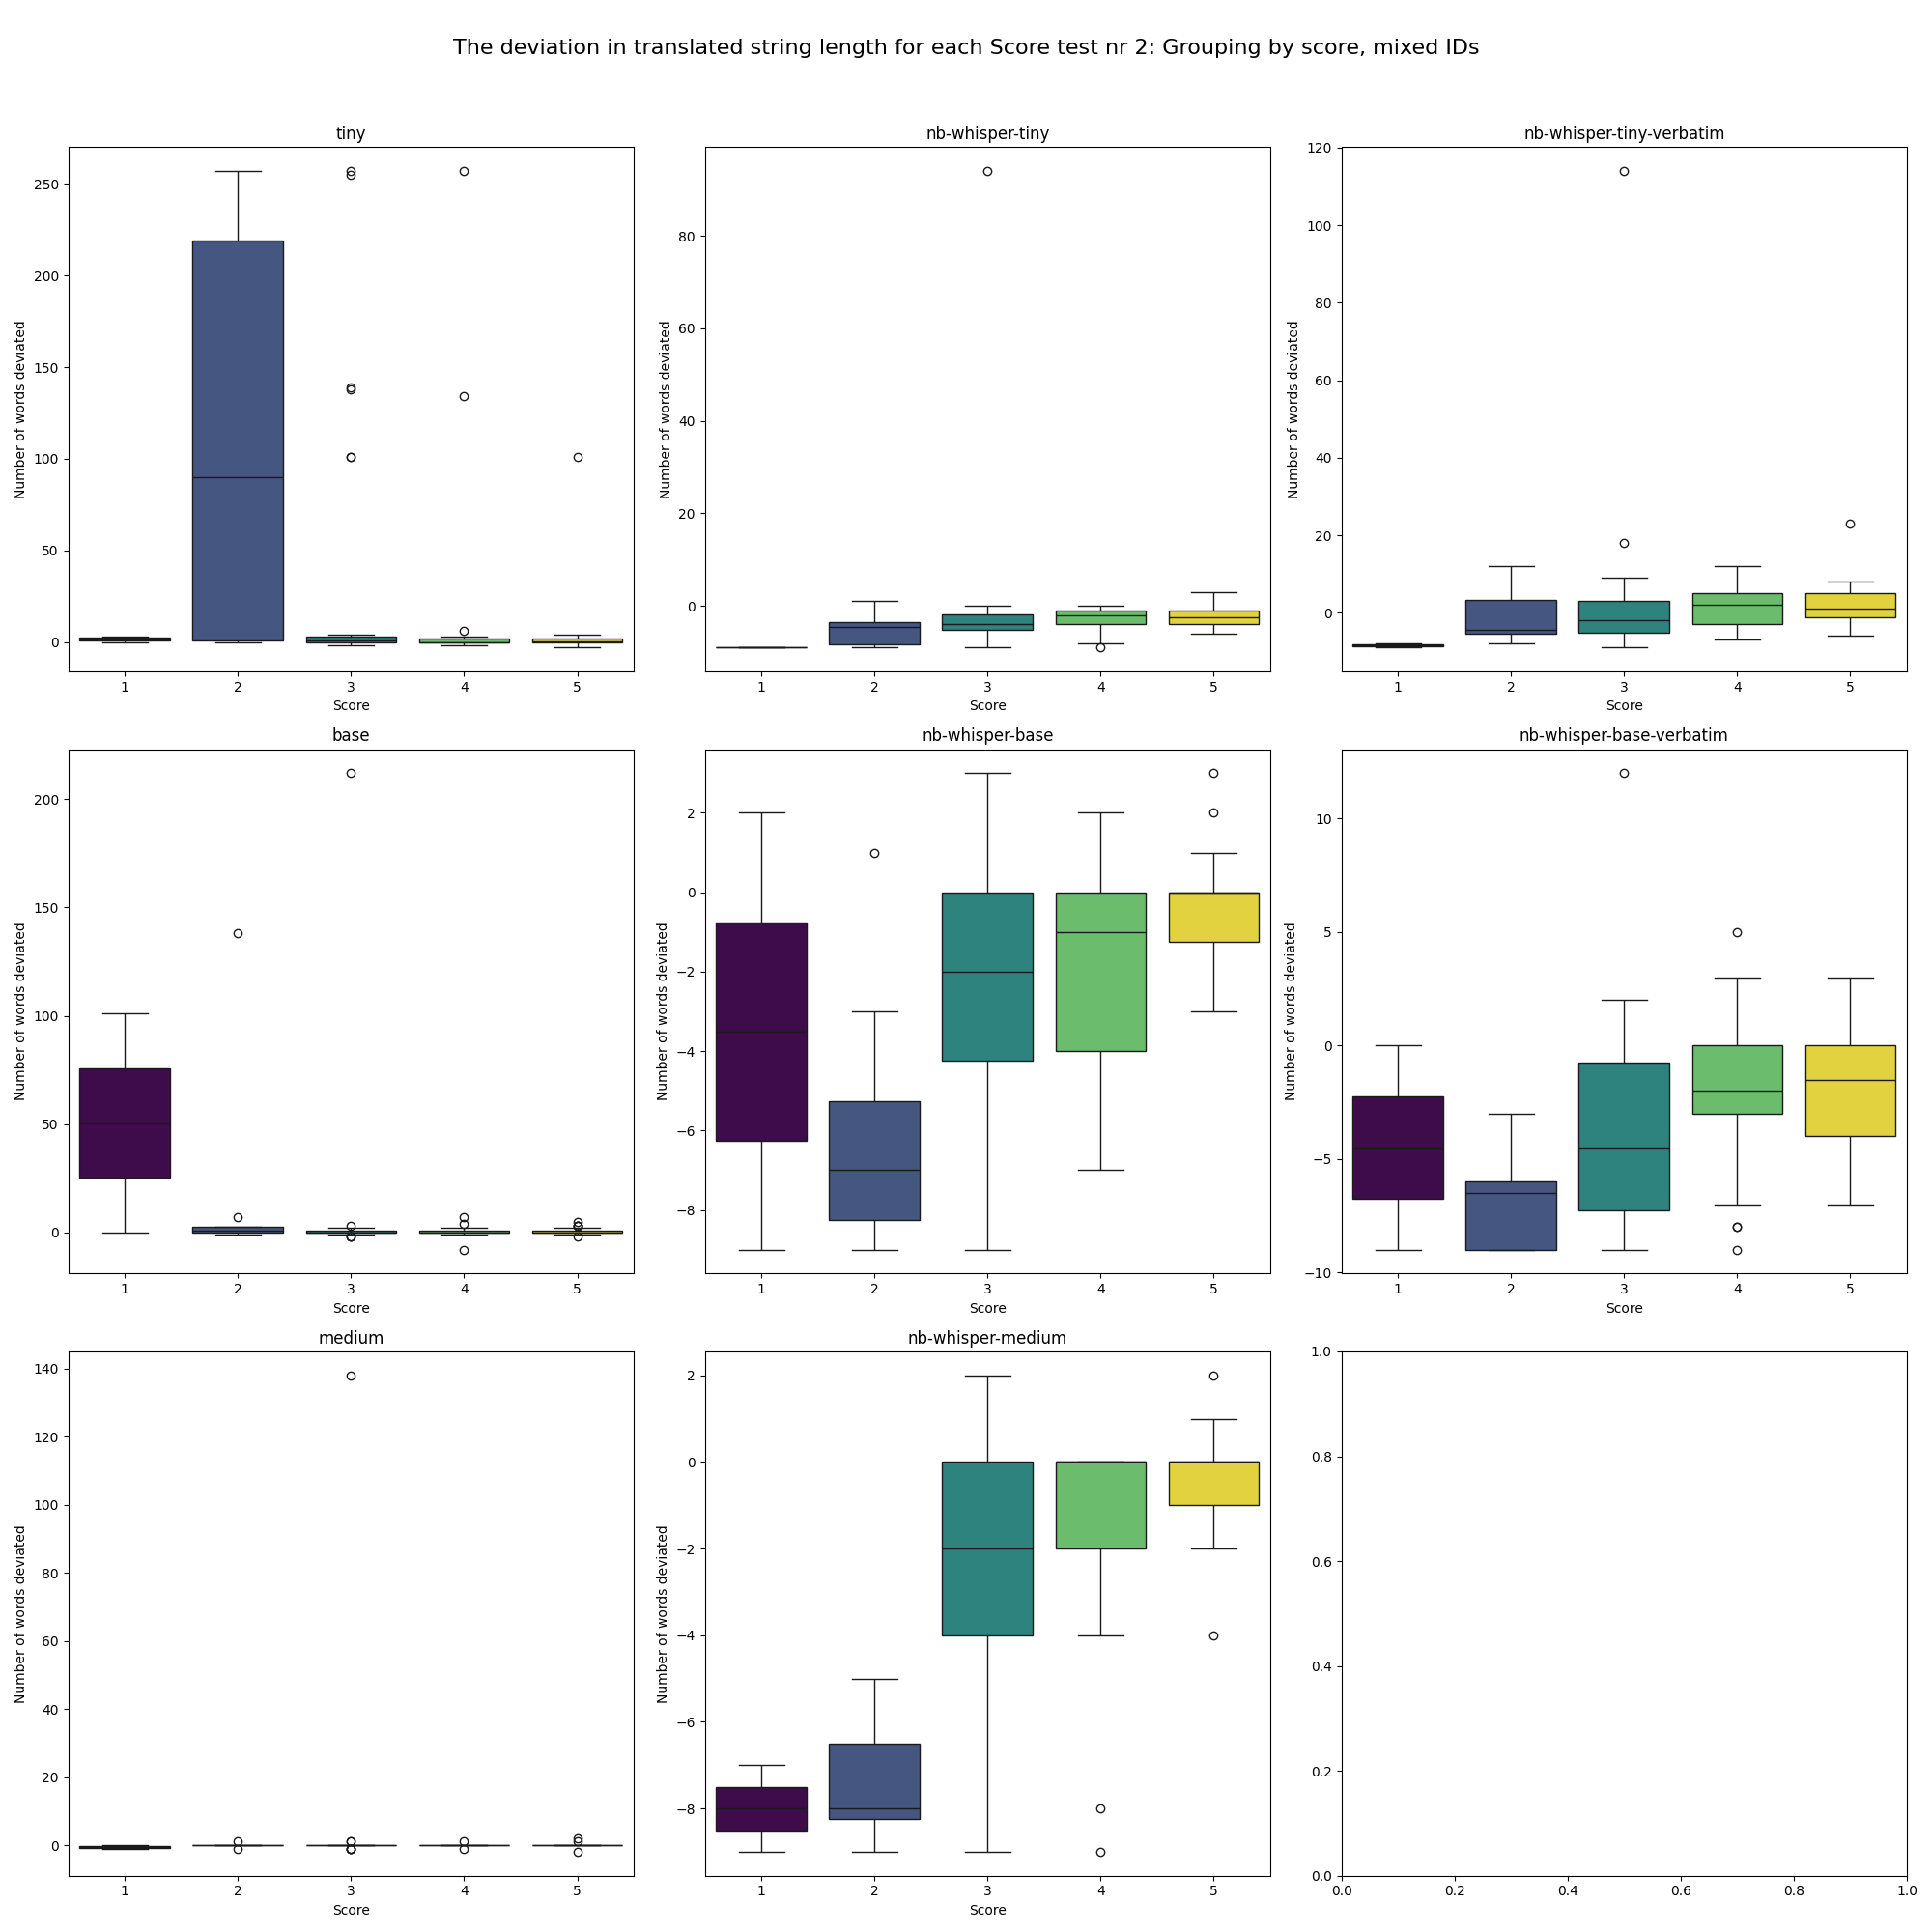 The deviation in translated string length for each Score test nr 2: Grouping by score, mixed IDs
tiny
Number of words deviated
250
200
150
100
50
0
1 2 3 4 5
Score
nb-whisper-tiny
Number of words deviated
80
60
40
20
0
1 2 3 4 5
Score
nb-whisper-tiny-verbatim
Number of words deviated
120
100
80
60
40
20
0
1 2 3 4 5
Score
base
Number of words deviated
200
150
100
50
0
1 2 3 4 5
Score
nb-whisper-base
Number of words deviated
2
0
−2
−4
−6
−8
1 2 3 4 5
Score
nb-whisper-base-verbatim
Number of words deviated
10
5
0
−5
−10
1 2 3 4 5
Score
medium
Number of words deviated
140
120
100
80
60
40
20
0
1 2 3 4 5
Score
nb-whisper-medium
Number of words deviated
2
0
−2
−4
−6
−8
1 2 3 4 5
Score
1.0
0.8
0.6
0.4
0.2
0.0
0.0 0.2 0.4 0.6 0.8 1.0